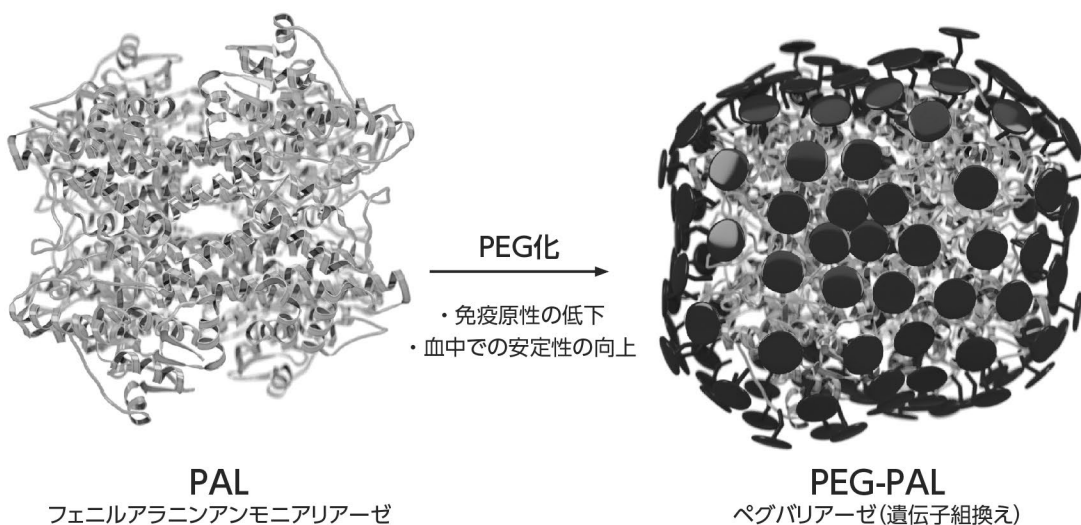 PEG化
・免疫原性の低下
・血中での安定性の向上
PAL
フェニルアラニンアンモニアリアーゼ
PEG-PAL
ペグバリアーゼ(遺伝子組換え)